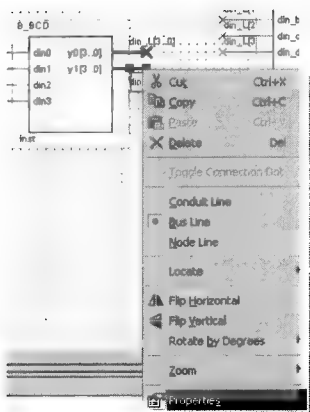 B_BCD
din_L[3..0]
din_L[2]
din_L[3]
din_b
din_c
din_d
din0 y0[3..0]
din1 y1[3..0]
din2
din3
inst
Cut Ctrl+X
Copy Ctrl+C
Paste Ctrl+V
Delete Del
Toggle Connection Dot
Conduit Line
Bus Line
Node Line
Locate
Flip Horizontal
Flip Vertical
Rotate by Degrees
Zoom
Properties